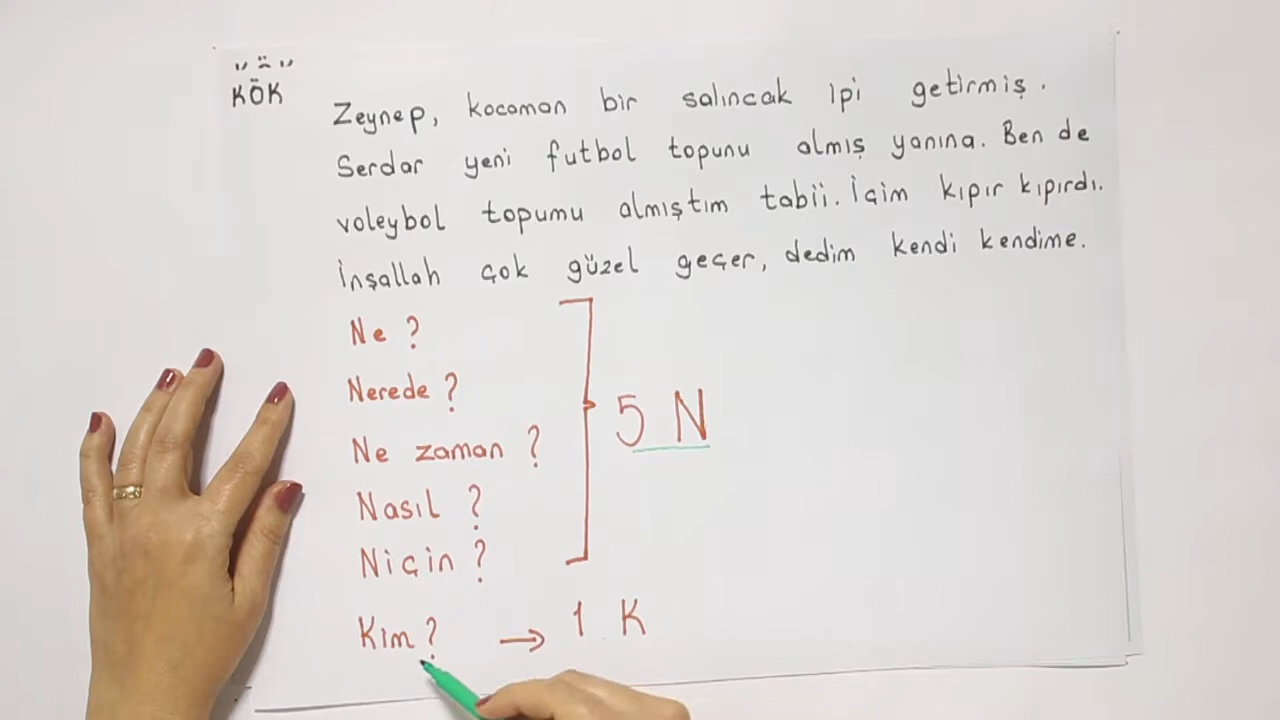 KÖK
Zeynep, kocaman bir salıncak ipi getirmiş.
Serdar yeni futbol topunu almış yanına. Ben de
voleybol topumu almıştım tabii. İçim kıpır kıpırdı.
İnşallah çok güzel geçer, dedim kendi kendime.
Ne ?
Nerede ?
Ne zaman ?
Nasıl ?
Niçin ?
5 N
Kim ? → 1 K